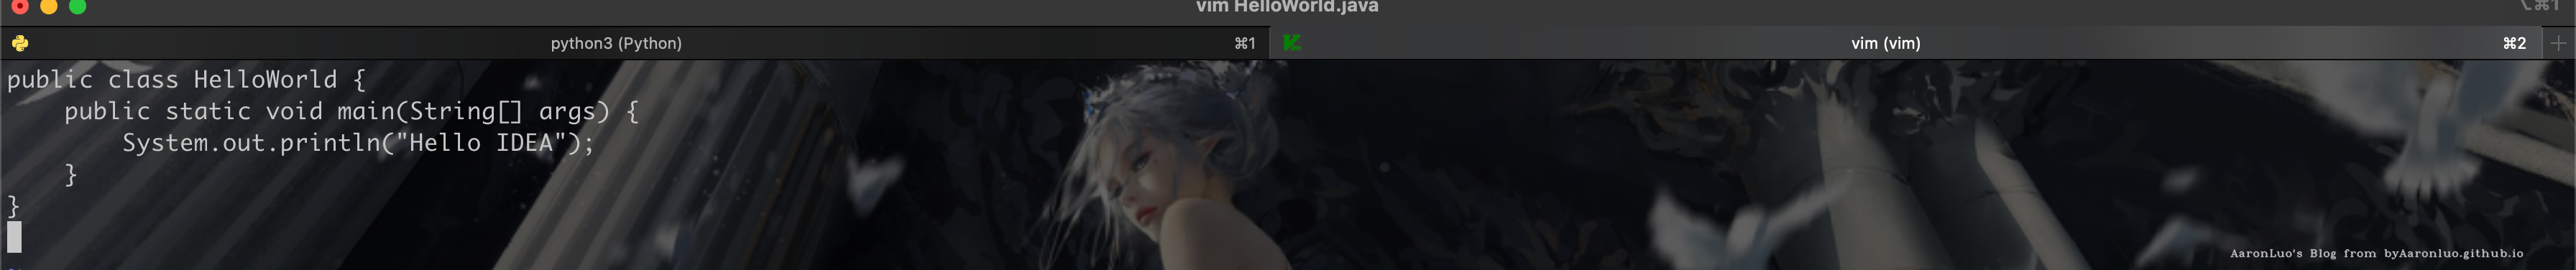 vim HelloWorld.java
⌥⌘1
python3 (Python) ⌘1 vim (vim) ⌘2
public class HelloWorld {
    public static void main(String[] args) {
        System.out.println("Hello IDEA");
    }
}
AaronLuo's Blog from byAaronluo.github.io